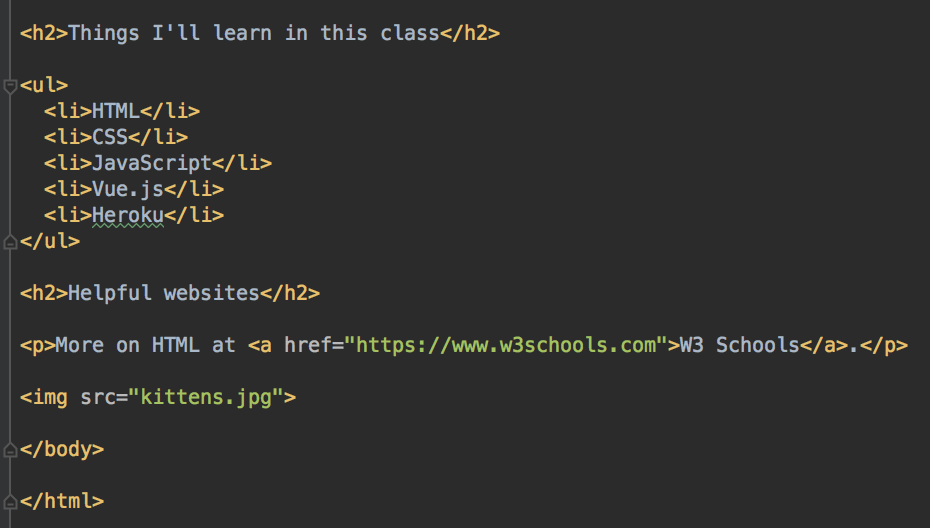 <h2>Things I'll learn in this class</h2>
<ul>
<li>HTML</li>
<li>CSS</li>
<li>JavaScript</li>
<li>Vue.js</li>
<li>Heroku</li>
</ul>
<h2>Helpful websites</h2>
<p>More on HTML at <a href="https://www.w3schools.com">W3 Schools</a>.</p>
<img src="kittens.jpg">
</body>
</html>